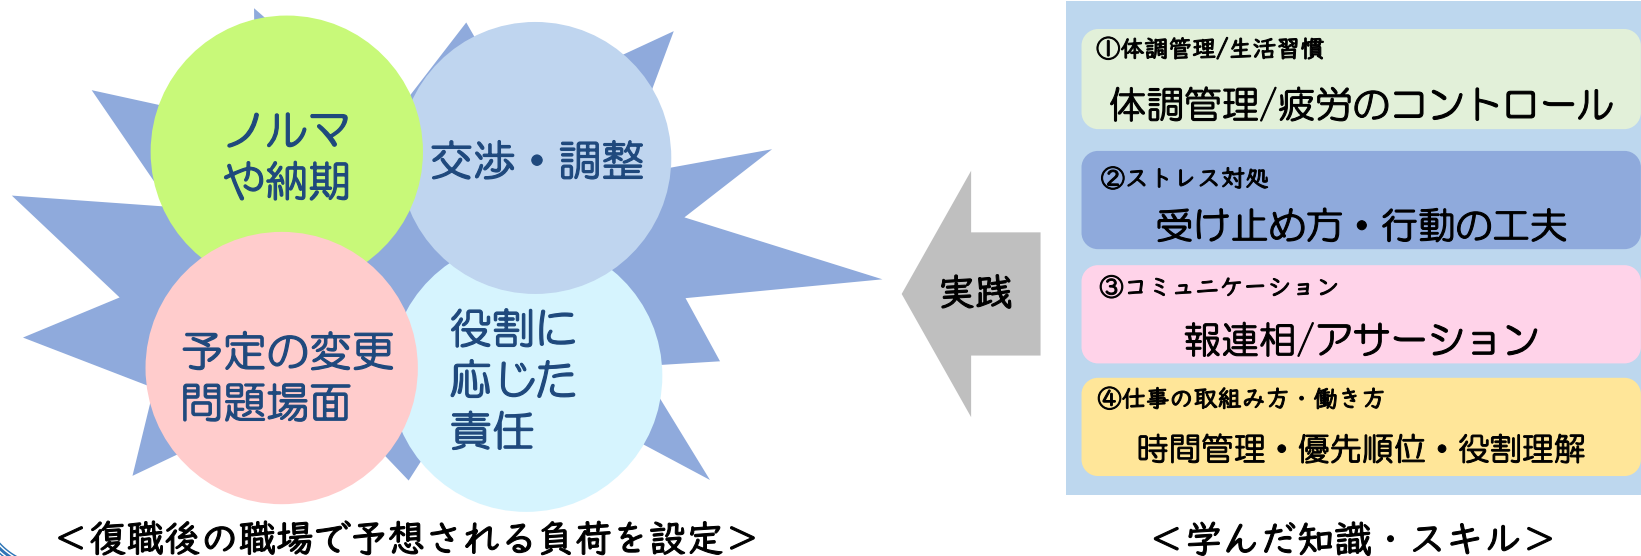 ノルマ
や納期
交渉・調整
予定の変更
問題場面
役割に
応じた
責任
＜復職後の職場で予想される負荷を設定＞
実践
①体調管理/生活習慣
体調管理/疲労のコントロール
②ストレス対処
受け止め方・行動の工夫
③コミュニケーション
報連相/アサーション
④仕事の取組み方・働き方
時間管理・優先順位・役割理解
＜学んだ知識・スキル＞